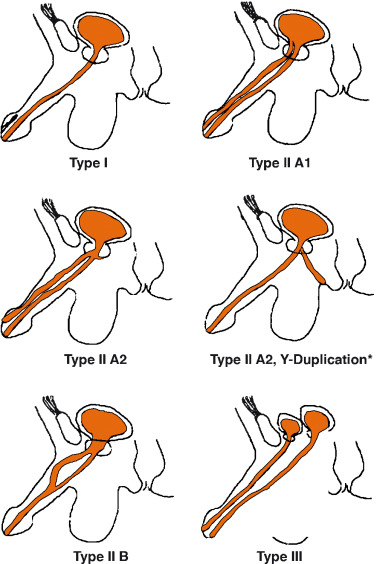 Type I
Type II A1
Type II A2
Type II A2, Y-Duplication*
Type II B
Type III